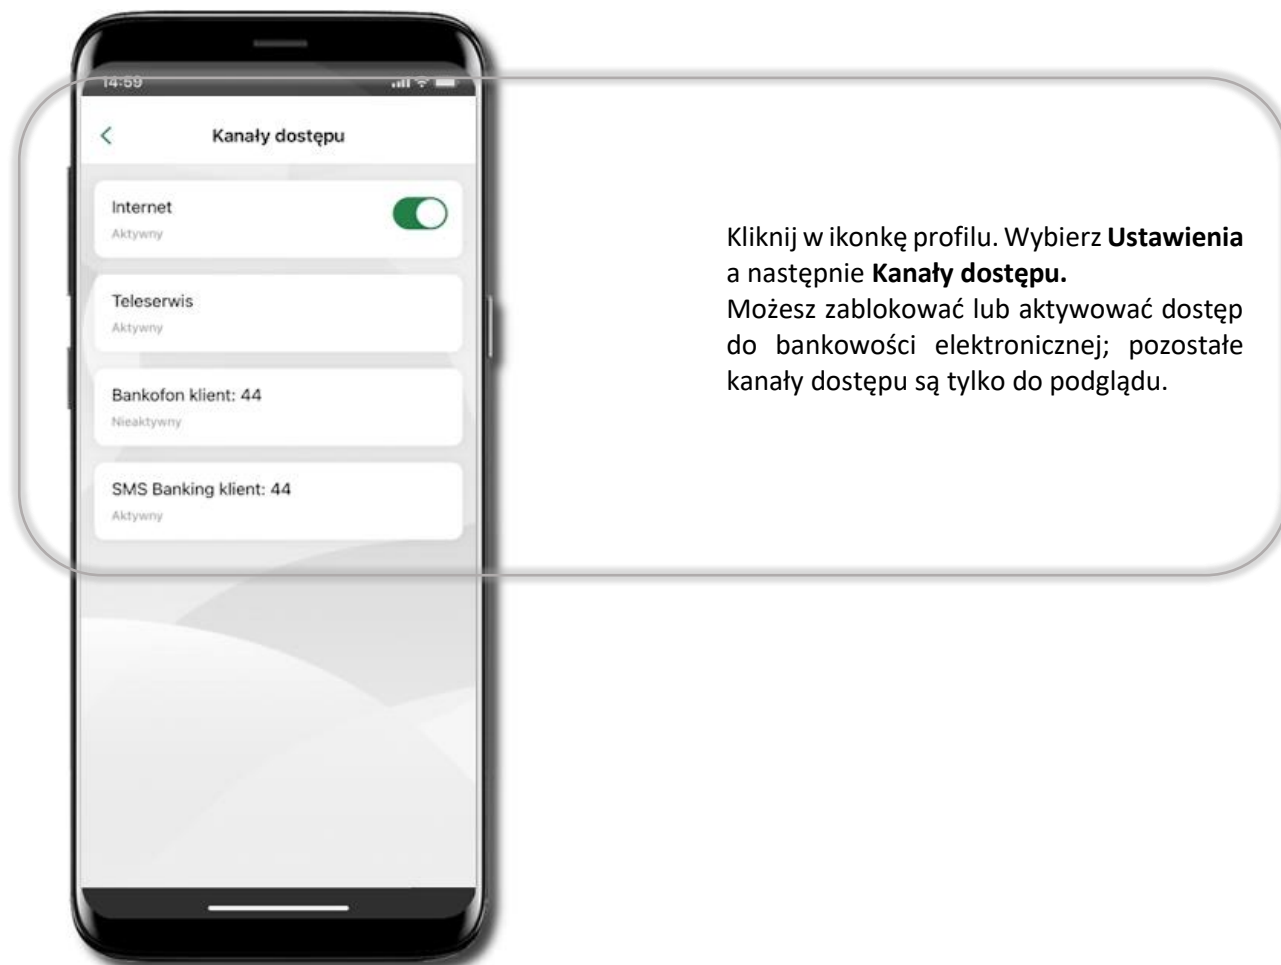 14:59
Kanały dostępu
Internet
Aktywny
Teleserwis
Aktywny
Bankofon klient: 44
Nieaktywny
SMS Banking klient: 44
Aktywny
Kliknij w ikonkę profilu. Wybierz Ustawienia
a następnie Kanały dostępu.
Możesz zablokować lub aktywować dostęp
do bankowości elektronicznej; pozostałe
kanały dostępu są tylko do podglądu.